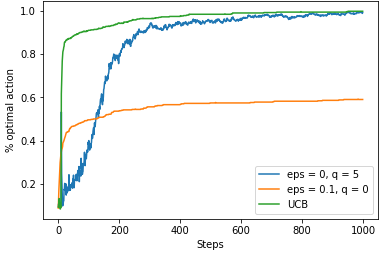 1.0
0.8
0.6
0.4
0.2
% optimal action
0
200
400
600
800
1000
Steps
eps = 0, q = 5
eps = 0.1, q = 0
UCB